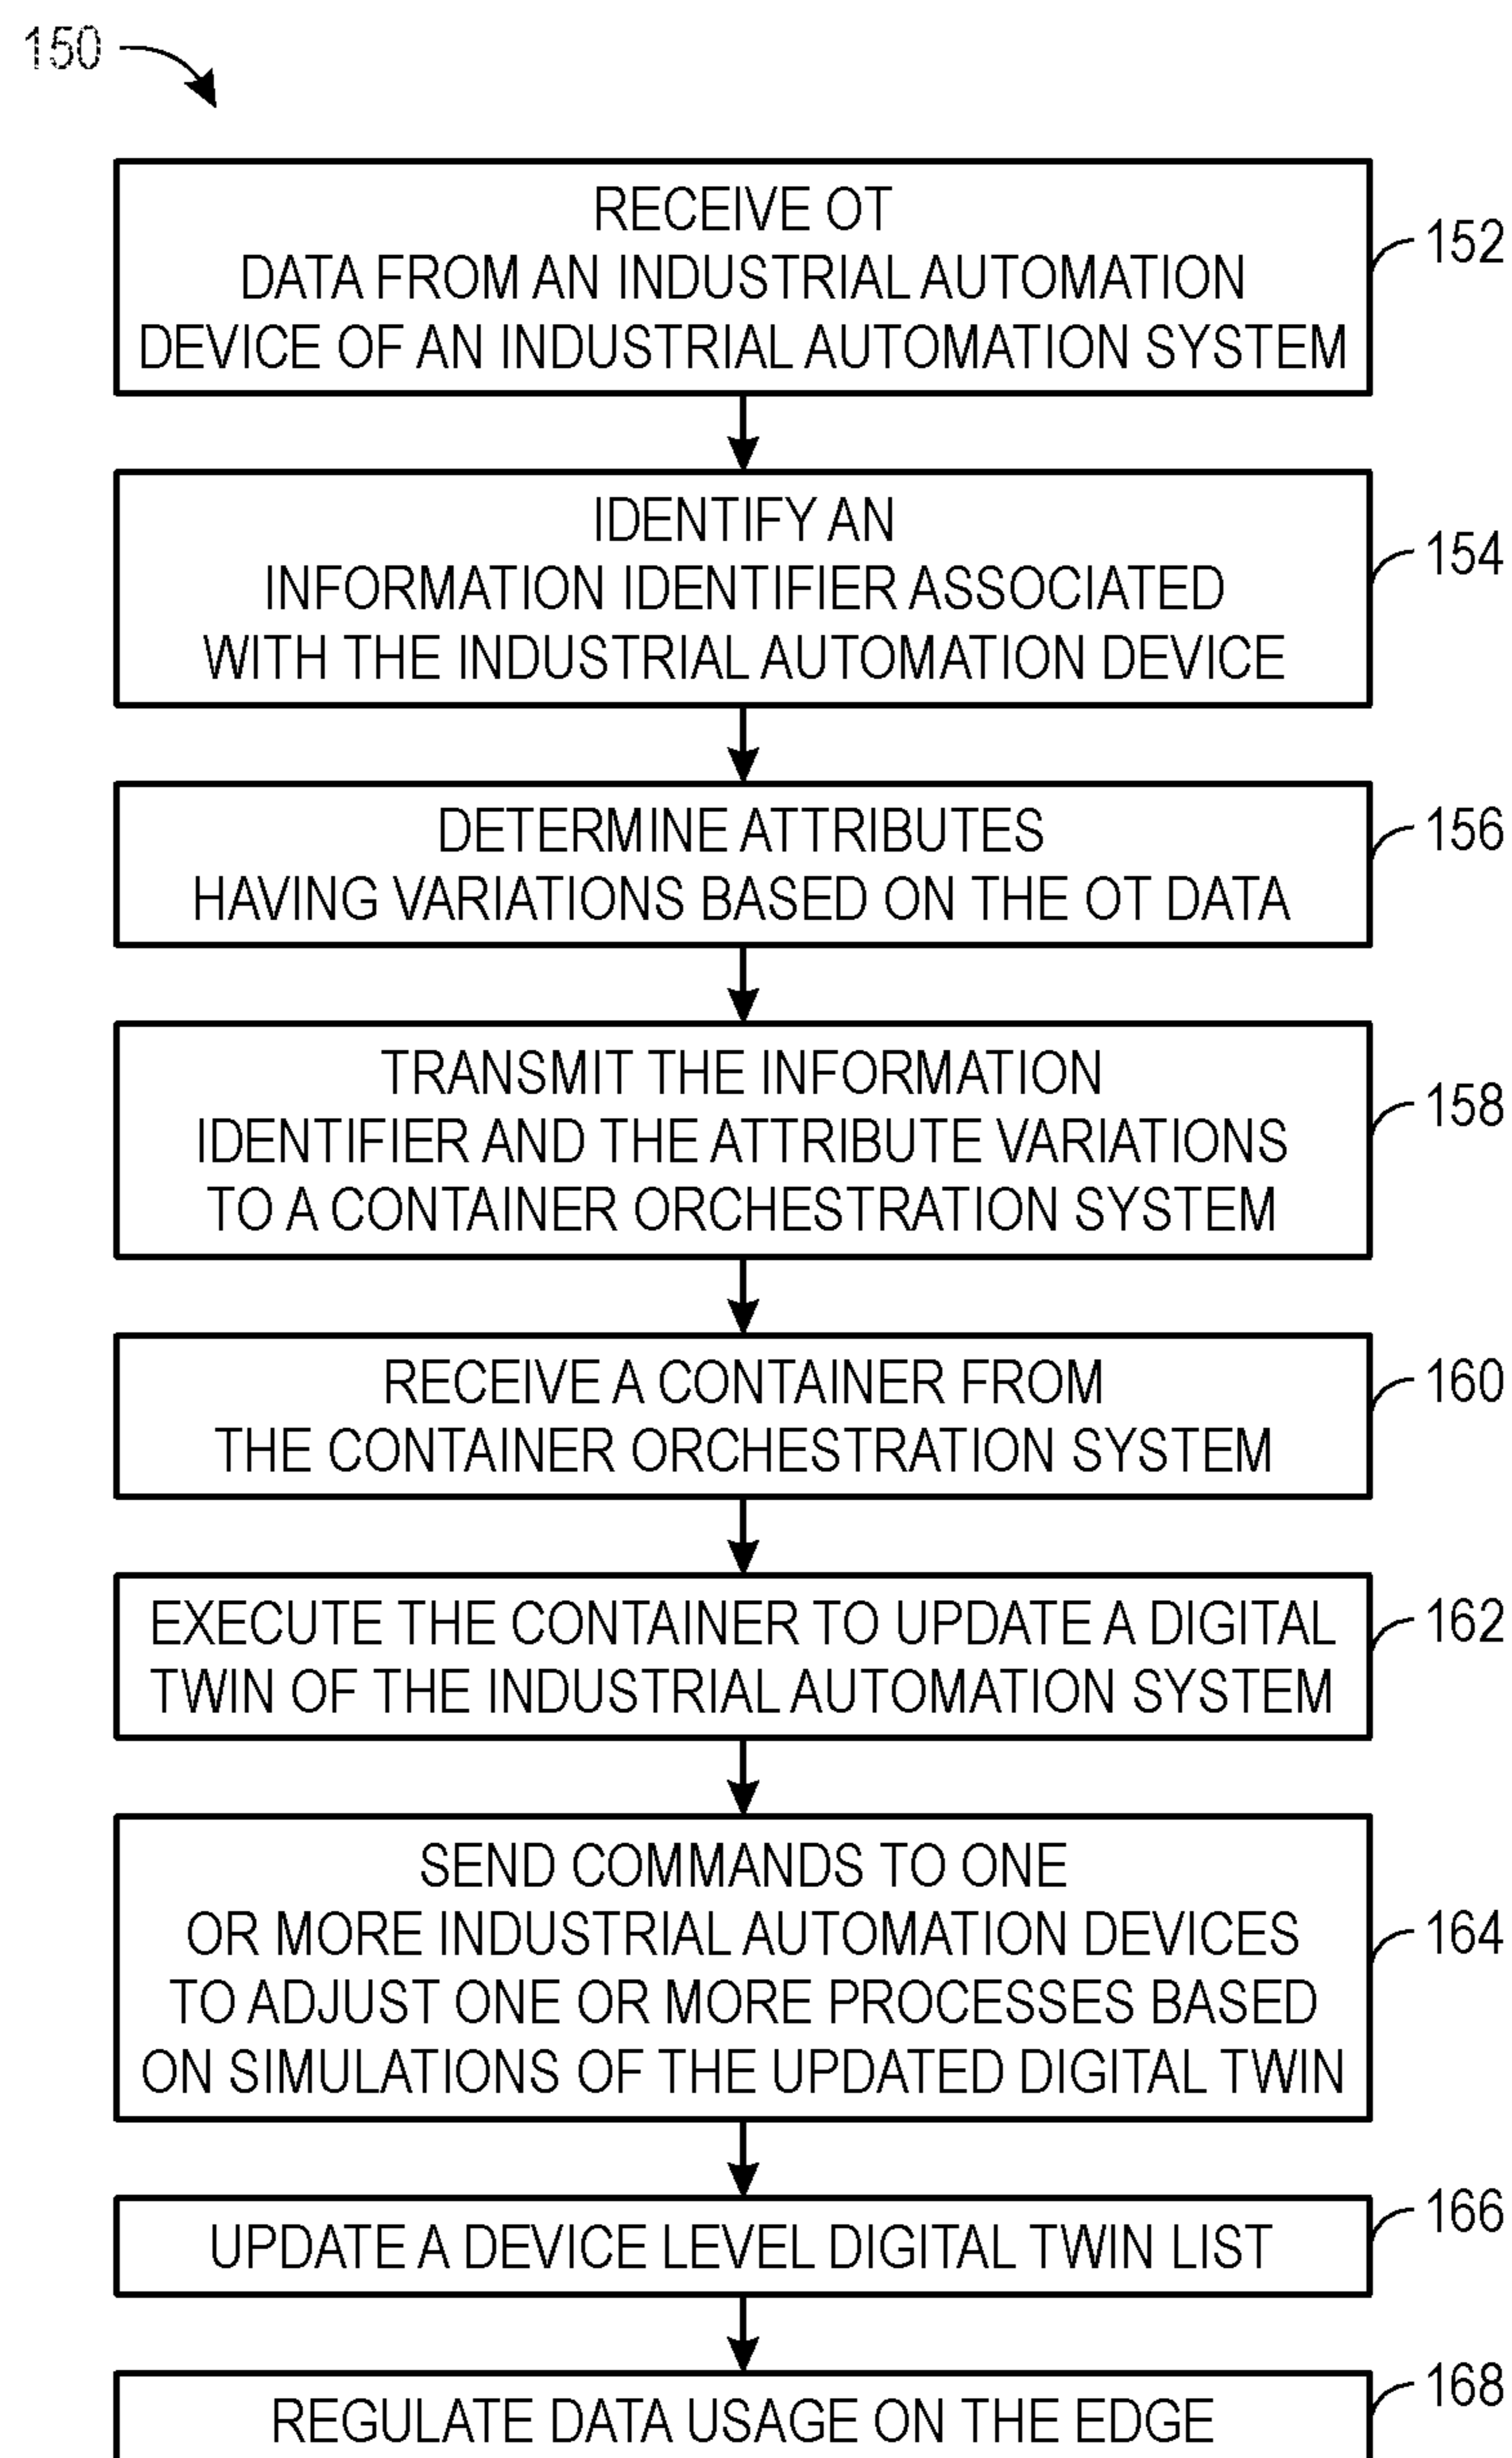 150
RECEIVE OT
DATA FROM AN INDUSTRIAL AUTOMATION
DEVICE OF AN INDUSTRIAL AUTOMATION SYSTEM
152
IDENTIFY AN
INFORMATION IDENTIFIER ASSOCIATED
WITH THE INDUSTRIAL AUTOMATION DEVICE
154
DETERMINE ATTRIBUTES
HAVING VARIATIONS BASED ON THE OT DATA
156
TRANSMIT THE INFORMATION
IDENTIFIER AND THE ATTRIBUTE VARIATIONS
TO A CONTAINER ORCHESTRATION SYSTEM
158
RECEIVE A CONTAINER FROM
THE CONTAINER ORCHESTRATION SYSTEM
160
EXECUTE THE CONTAINER TO UPDATE A DIGITAL
TWIN OF THE INDUSTRIAL AUTOMATION SYSTEM
162
SEND COMMANDS TO ONE
OR MORE INDUSTRIAL AUTOMATION DEVICES
TO ADJUST ONE OR MORE PROCESSES BASED
ON SIMULATIONS OF THE UPDATED DIGITAL TWIN
164
UPDATE A DEVICE LEVEL DIGITAL TWIN LIST
166
REGULATE DATA USAGE ON THE EDGE
168